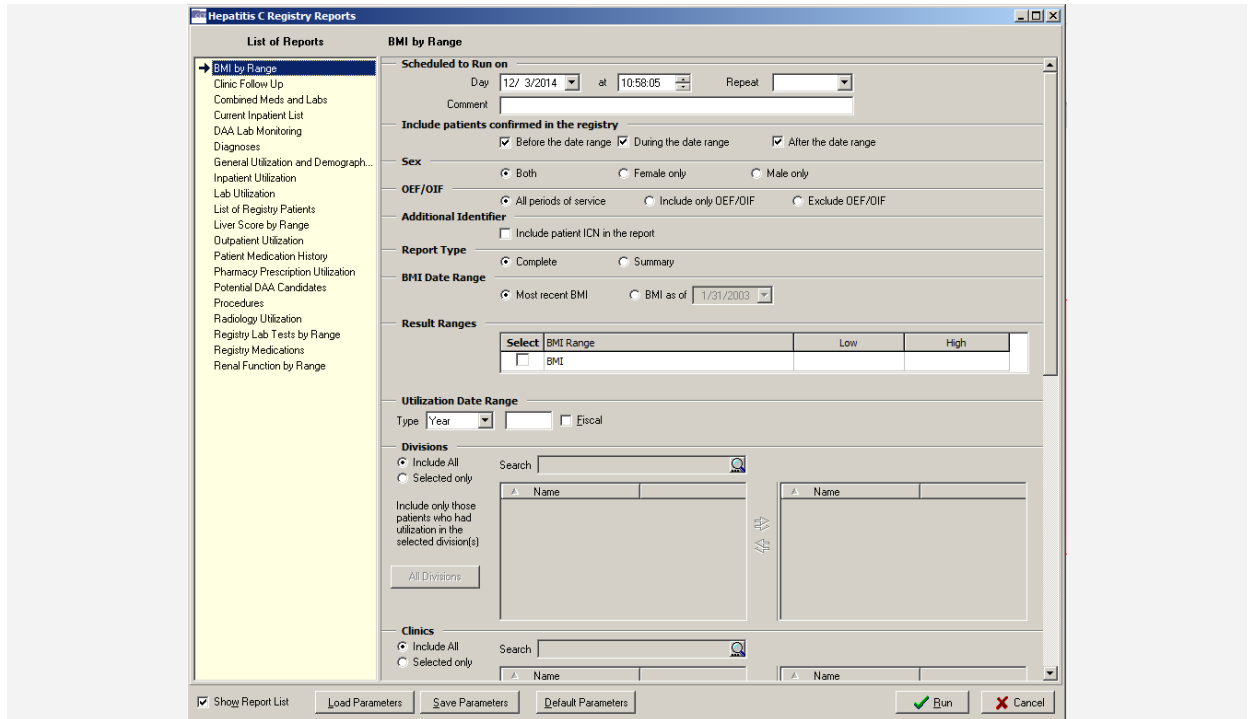 Hepatitis C Registry Reports
List of Reports
BMI by Range
BMI by Range
Clinic Follow Up
Combined Meds and Labs
Current Inpatient List
DAA Lab Monitoring
Diagnoses
General Utilization and Demograph...
Inpatient Utilization
Lab Utilization
List of Registry Patients
Liver Score by Range
Outpatient Utilization
Patient Medication History
Pharmacy Prescription Utilization
Potential DAA Candidates
Procedures
Radiology Utilization
Registry Lab Tests by Range
Registry Medications
Renal Function by Range
Scheduled to Run on
Day 12/ 3/2014 at 10:58:05 Repeat
Comment
Include patients confirmed in the registry
Before the date range During the date range After the date range
Sex
Both Female only Male only
OEF/OIF
All periods of service Include only OEF/OIF Exclude OEF/OIF
Additional Identifier
Include patient ICN in the report
Report Type
Complete Summary
BMI Date Range
Most recent BMI BMI as of 1/31/2003
Result Ranges
Select BMI Range Low High
BMI
Utilization Date Range
Type Year Fiscal
Divisions
Include All Search
Selected only
Name Name
Include only those
patients who had
utilization in the
selected division(s)
All Divisions
Clinics
Include All Search
Selected only
Name Name
Show Report List Load Parameters Save Parameters Default Parameters Run Cancel